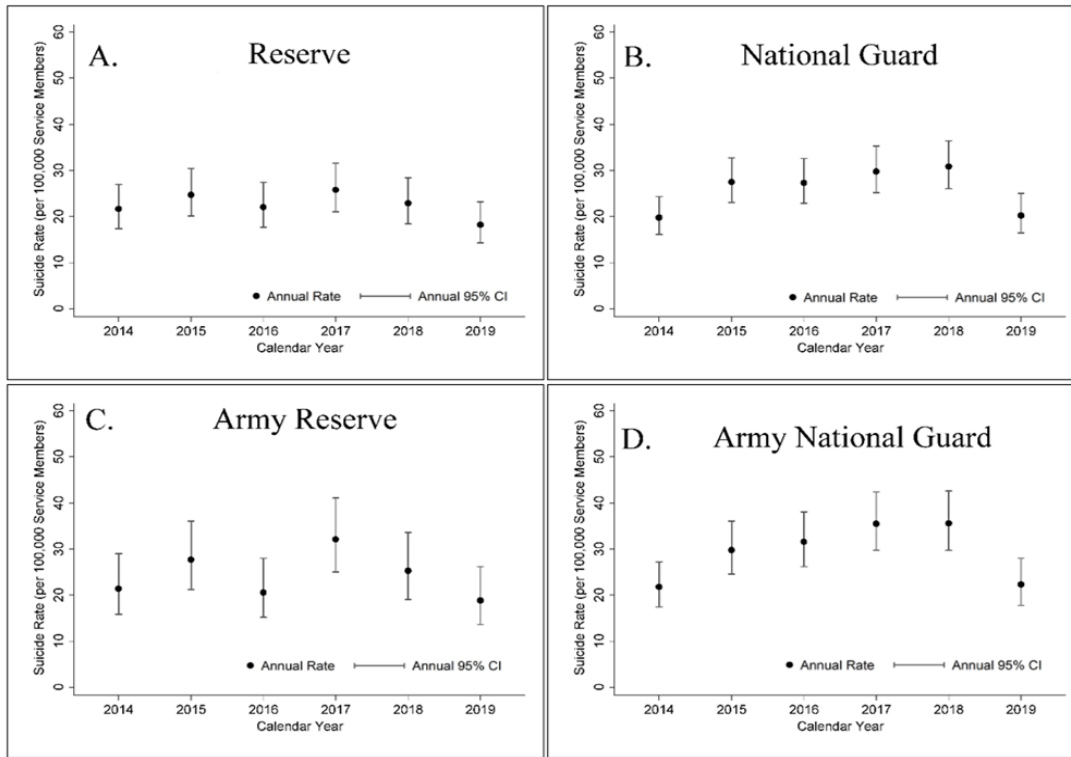 A. Reserve
Suicide Rate (per 100,000 Service Members)
60
50
40
30
20
10
0
Annual Rate Annual 95% CI
2014 2015 2016 2017 2018 2019
Calendar Year
B. National Guard
Suicide Rate (per 100,000 Service Members)
60
50
40
30
20
10
0
Annual Rate Annual 95% CI
2014 2015 2016 2017 2018 2019
Calendar Year
C. Army Reserve
Suicide Rate (per 100,000 Service Members)
60
50
40
30
20
10
0
Annual Rate Annual 95% CI
2014 2015 2016 2017 2018 2019
Calendar Year
D. Army National Guard
Suicide Rate (per 100,000 Service Members)
60
50
40
30
20
10
0
Annual Rate Annual 95% CI
2014 2015 2016 2017 2018 2019
Calendar Year